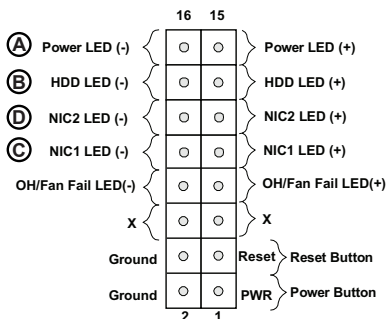 16 15
A Power LED (-) Power LED (+)
B HDD LED (-) HDD LED (+)
D NIC2 LED (-) NIC2 LED (+)
C NIC1 LED (-) NIC1 LED (+)
OH/Fan Fail LED(-) OH/Fan Fail LED(+)
X X
Ground Reset Reset Button
Ground PWR Power Button
2 1